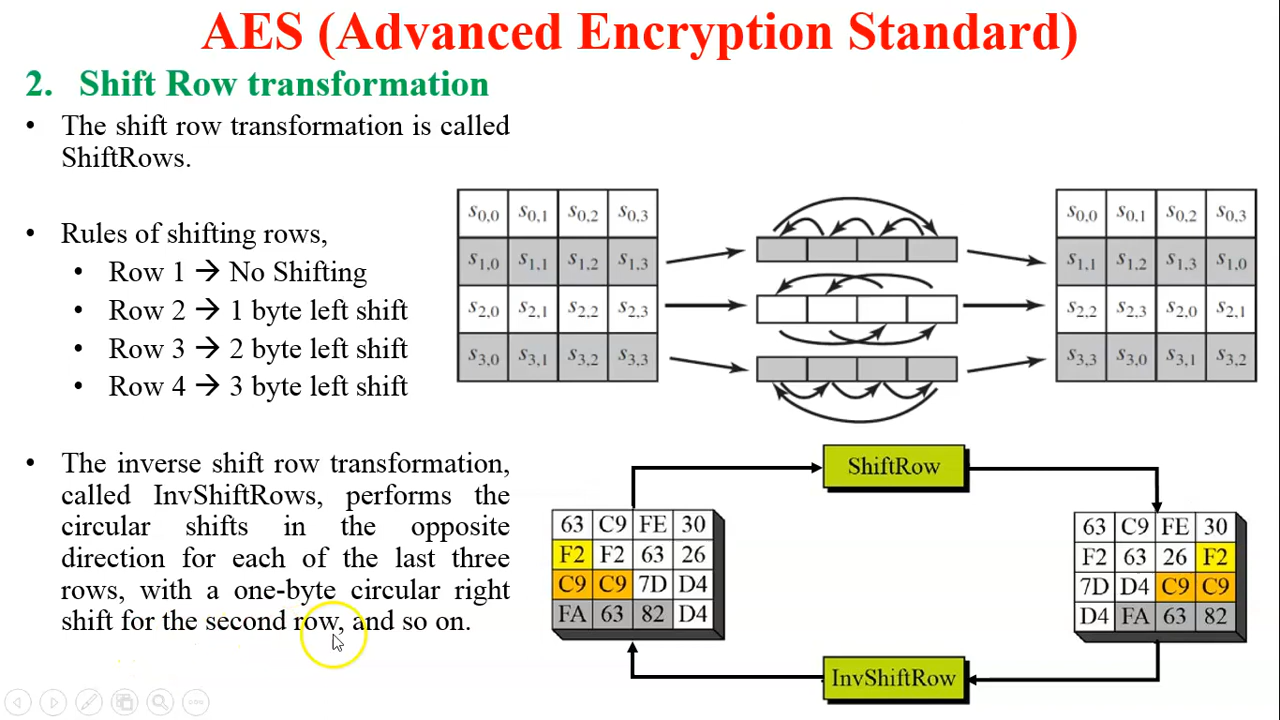 AES (Advanced Encryption Standard)
2. Shift Row transformation
• The shift row transformation is called
ShiftRows.
• Rules of shifting rows,
• Row 1 → No Shifting
• Row 2 → 1 byte left shift
• Row 3 → 2 byte left shift
• Row 4 → 3 byte left shift
• The inverse shift row transformation,
called InvShiftRows, performs the
circular shifts in the opposite
direction for each of the last three
rows, with a one-byte circular right
shift for the second row, and so on.
s0,0 s0,1 s0,2 s0,3
s1,0 s1,1 s1,2 s1,3
s2,0 s2,1 s2,2 s2,3
s3,0 s3,1 s3,2 s3,3
s0,0 s0,1 s0,2 s0,3
s1,1 s1,2 s1,3 s1,0
s2,2 s2,3 s2,0 s2,1
s3,3 s3,0 s3,1 s3,2
ShiftRow
63 C9 FE 30
F2 F2 63 26
C9 C9 7D D4
FA 63 82 D4
63 C9 FE 30
F2 63 26 F2
7D D4 C9 C9
D4 FA 63 82
InvShiftRow